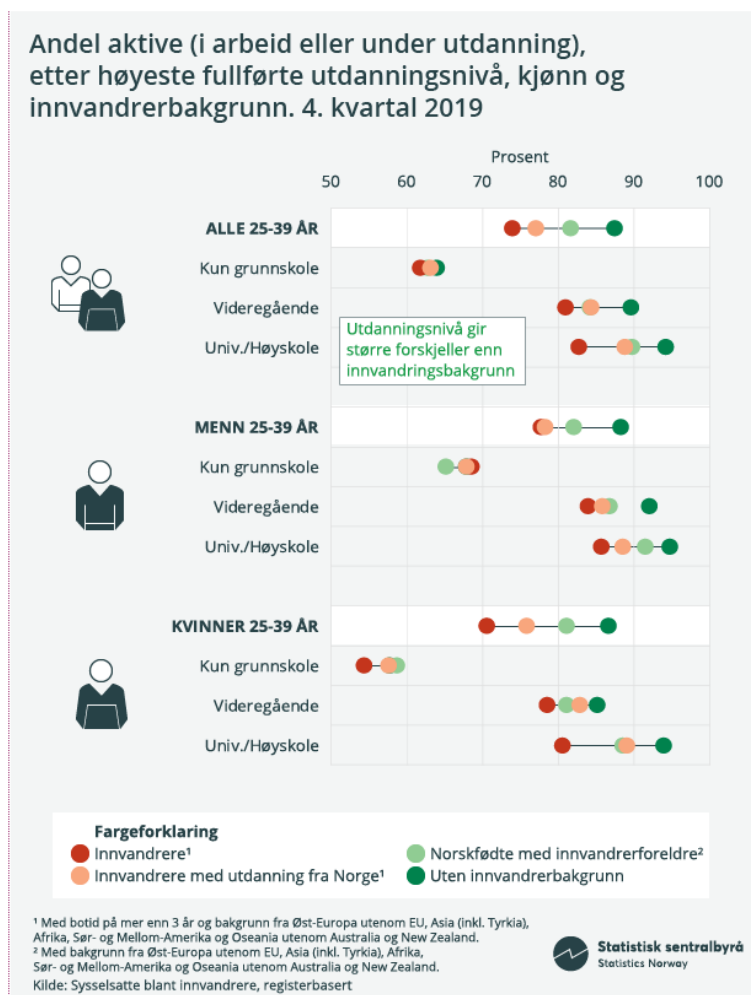 Andel aktive (i arbeid eller under utdanning),
etter høyeste fullførte utdanningsnivå, kjønn og
innvandrerbakgrunn. 4. kvartal 2019
Prosent
50 60 70 80 90 100
ALLE 25-39 ÅR
Kun grunnskole
Videregående
Univ./Høyskole
Utdanningsnivå gir
større forskjeller enn
innvandringsbakgrunn
MENN 25-39 ÅR
Kun grunnskole
Videregående
Univ./Høyskole
KVINNER 25-39 ÅR
Kun grunnskole
Videregående
Univ./Høyskole
Fargeforklaring
Innvandrere¹
Norskfødte med innvandrerforeldre²
Innvandrere med utdanning fra Norge¹
Uten innvandrerbakgrunn
¹ Med botid på mer enn 3 år og bakgrunn fra Øst-Europa utenom EU, Asia (inkl. Tyrkia),
Afrika, Sør- og Mellom-Amerika og Oseania utenom Australia og New Zealand.
² Med bakgrunn fra Øst-Europa utenom EU, Asia (inkl. Tyrkia), Afrika,
Sør- og Mellom-Amerika og Oseania utenom Australia og New Zealand.
Kilde: Sysselsatte blant innvandrere, registerbasert
Statistisk sentralbyrå
Statistics Norway